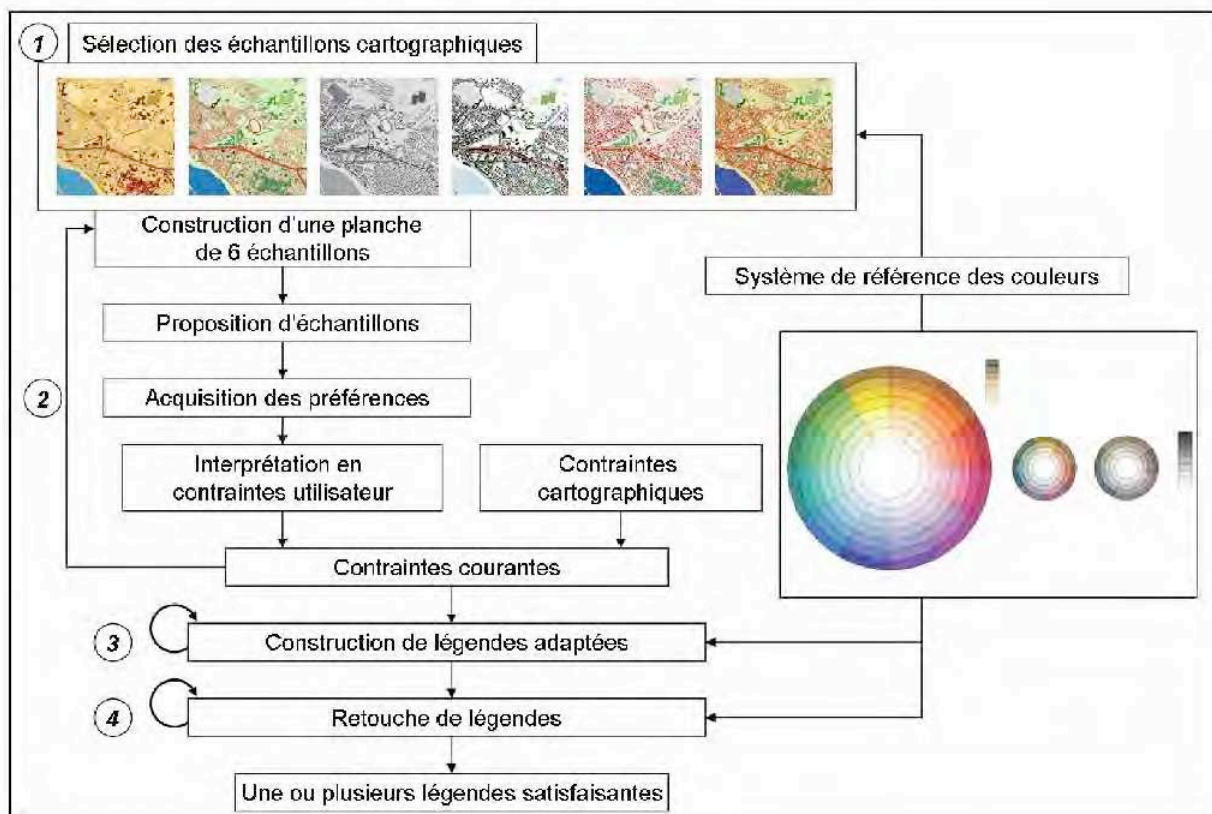 1
Sélection des échantillons cartographiques
Construction d'une planche
de 6 échantillons
Système de référence des couleurs
Proposition d'échantillons
2
Acquisition des préférences
Interprétation en
contraintes utilisateur
Contraintes
cartographiques
Contraintes courantes
3
Construction de légendes adaptées
4
Retouche de légendes
Une ou plusieurs légendes satisfaisantes